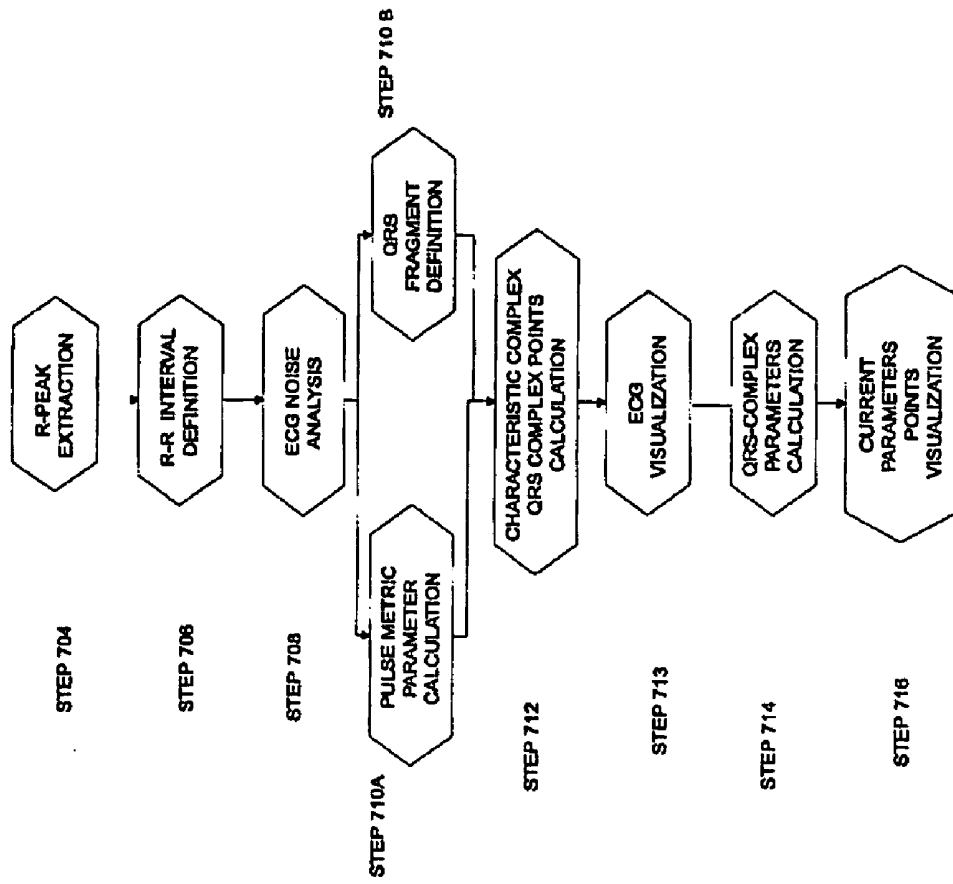 STEP 704
R-PEAK
EXTRACTION
STEP 706
R-R INTERVAL
DEFINITION
STEP 708
ECG NOISE
ANALYSIS
STEP 710A
PULSE METRIC
PARAMETER
CALCULATION
STEP 710 B
QRS
FRAGMENT
DEFINITION
STEP 712
CHARACTERISTIC COMPLEX
QRS COMPLEX POINTS
CALCULATION
STEP 713
ECG
VISUALIZATION
STEP 714
QRS-COMPLEX
PARAMETERS
CALCULATION
STEP 716
CURRENT
PARAMETERS
POINTS
VISUALIZATION